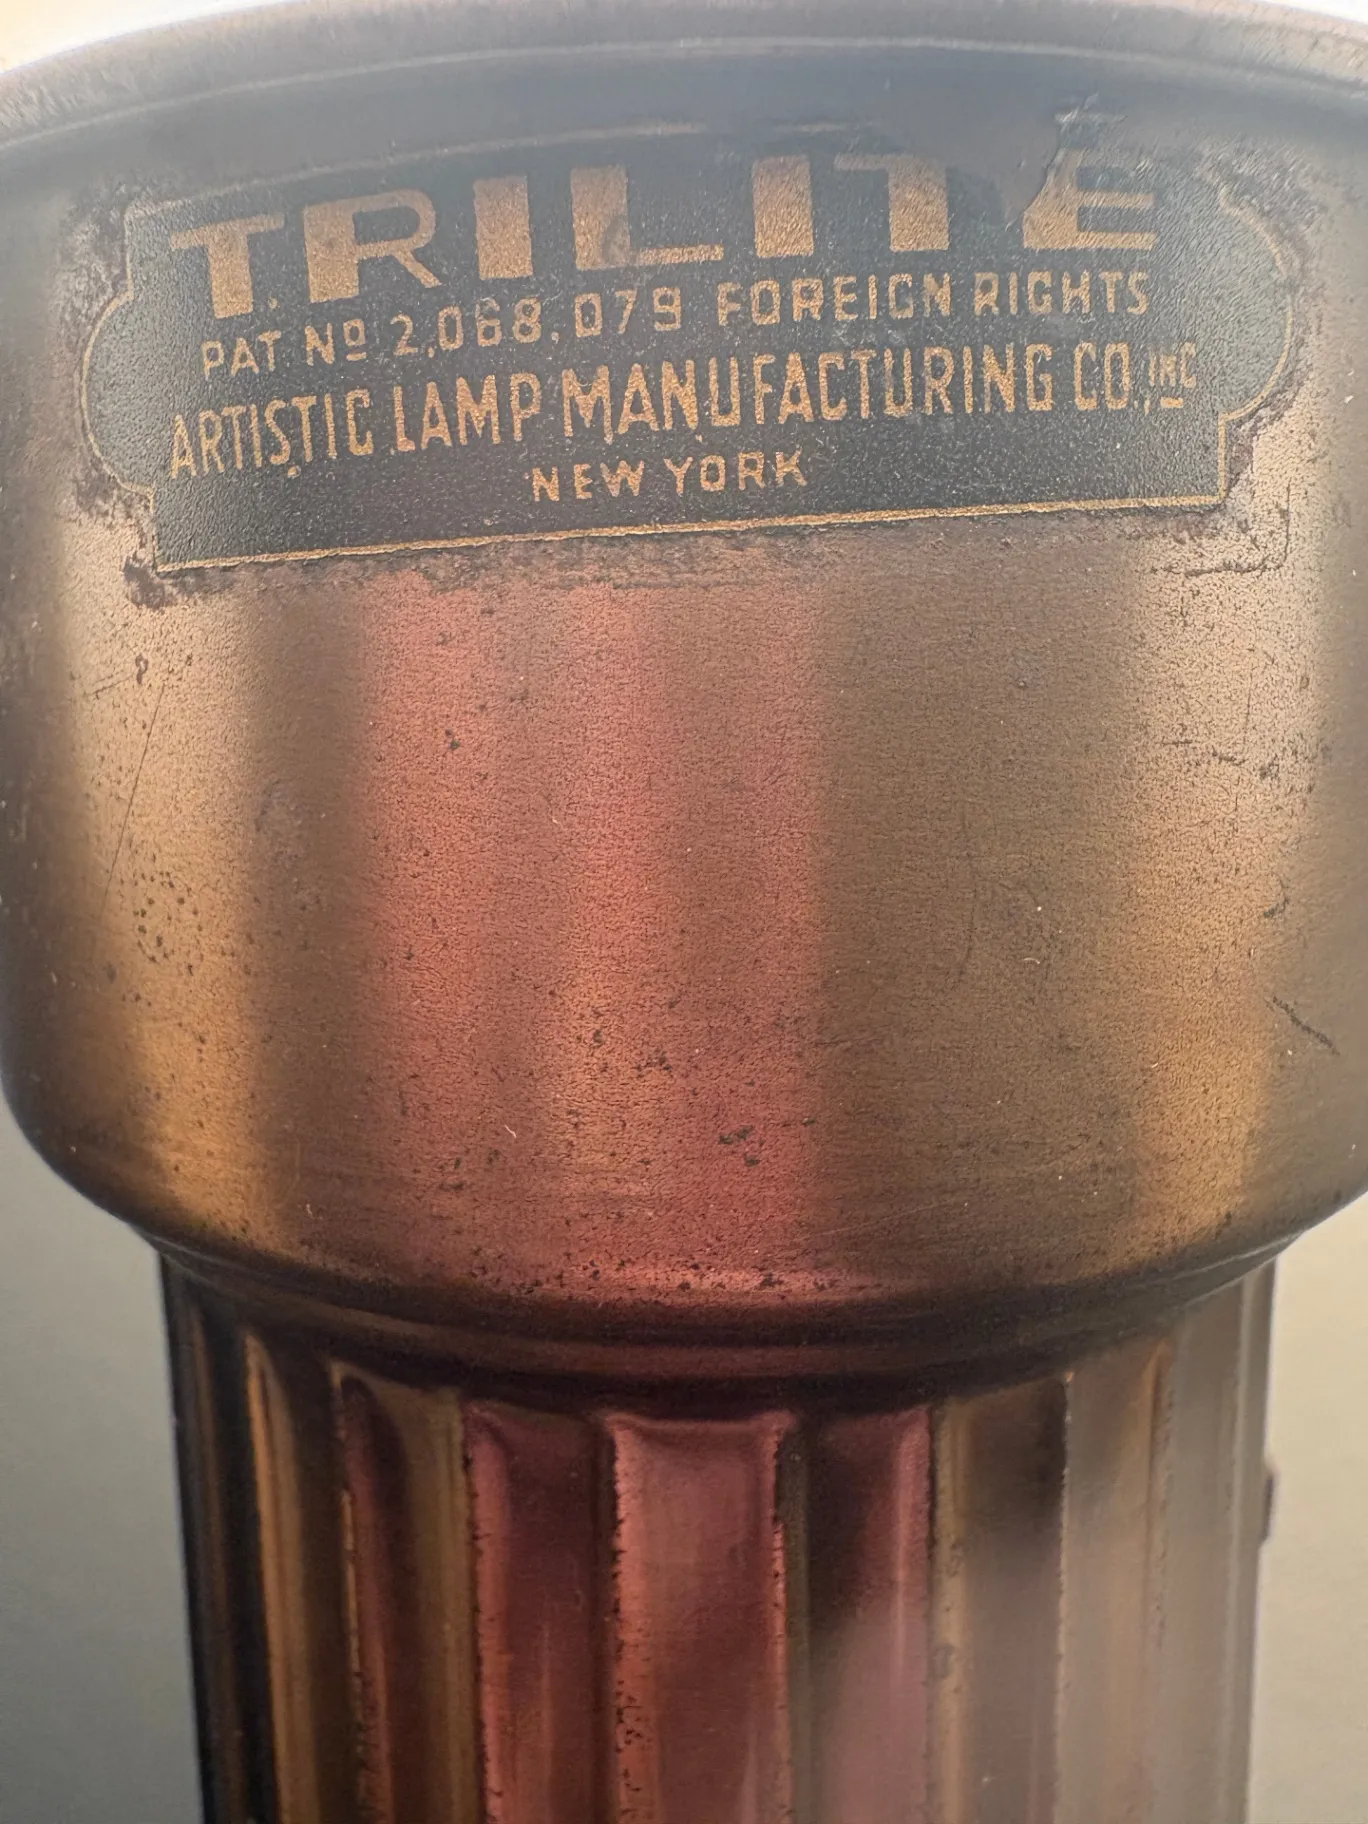 TRILITE
PAT. Nº 2,068,079 FOREIGN RIGHTS
ARTISTIC LAMP MANUFACTURING CO., INC
NEW YORK